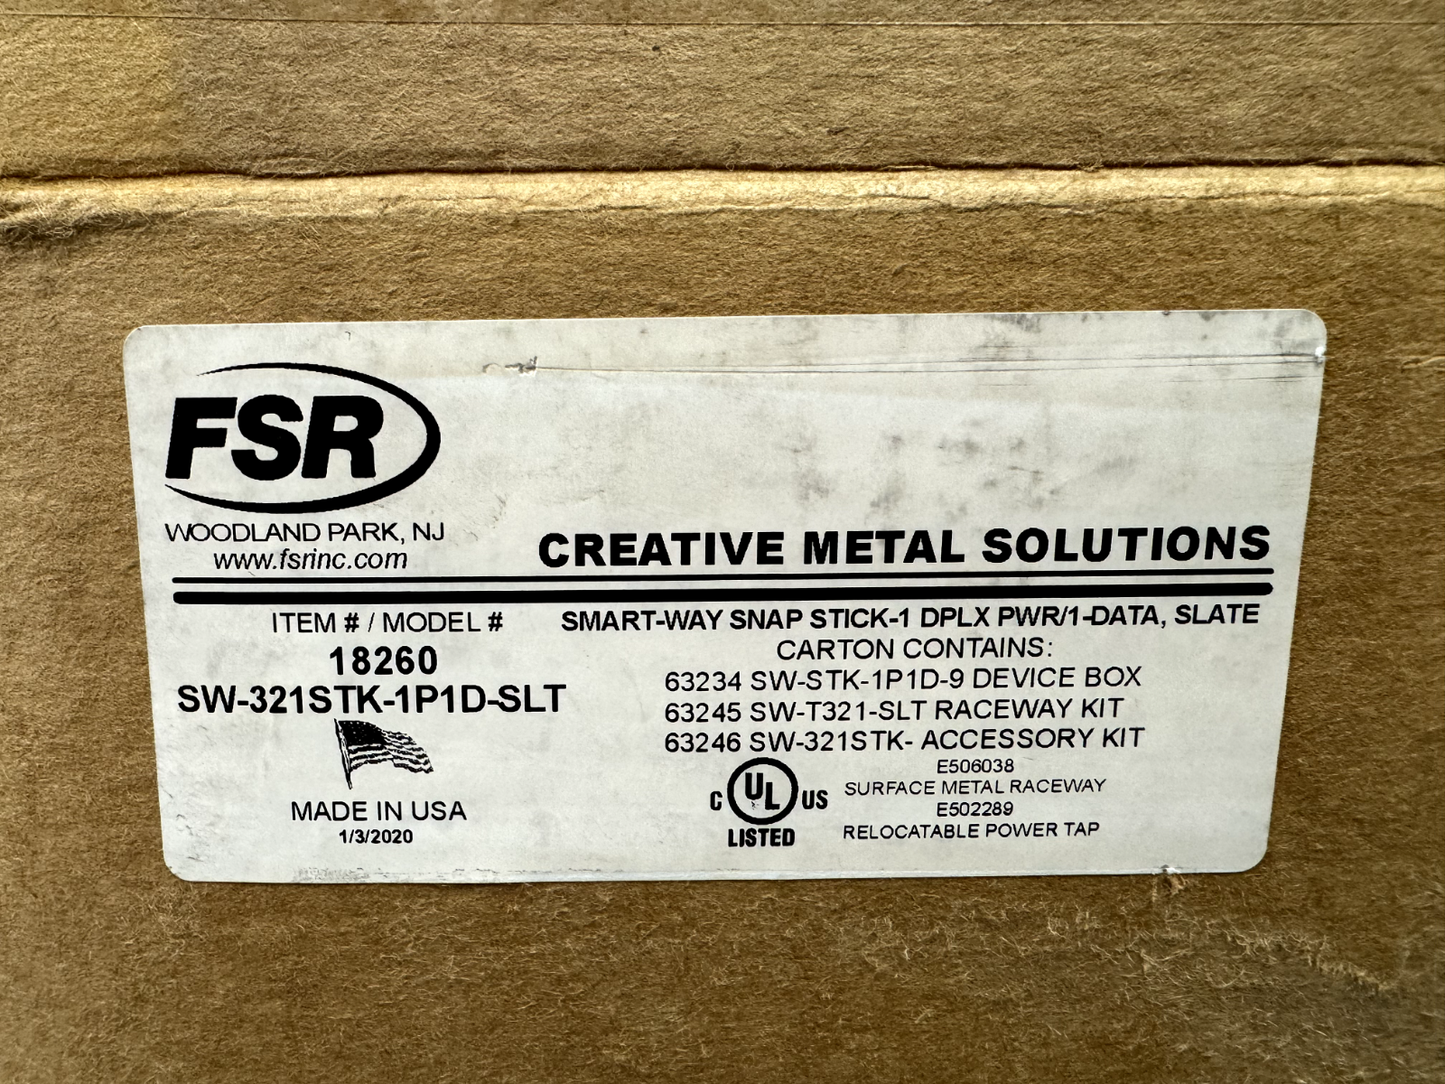 FSR
WOODLAND PARK, NJ
www.fsrinc.com
CREATIVE METAL SOLUTIONS
ITEM # / MODEL #
18260
SW-321STK-1P1D-SLT
MADE IN USA
1/3/2020
SMART-WAY SNAP STICK-1 DPLX PWR/1-DATA, SLATE
CARTON CONTAINS:
63234 SW-STK-1P1D-9 DEVICE BOX
63245 SW-T321-SLT RACEWAY KIT
63246 SW-321STK- ACCESSORY KIT
C UL US
LISTED
E506038
SURFACE METAL RACEWAY
E502289
RELOCATABLE POWER TAP